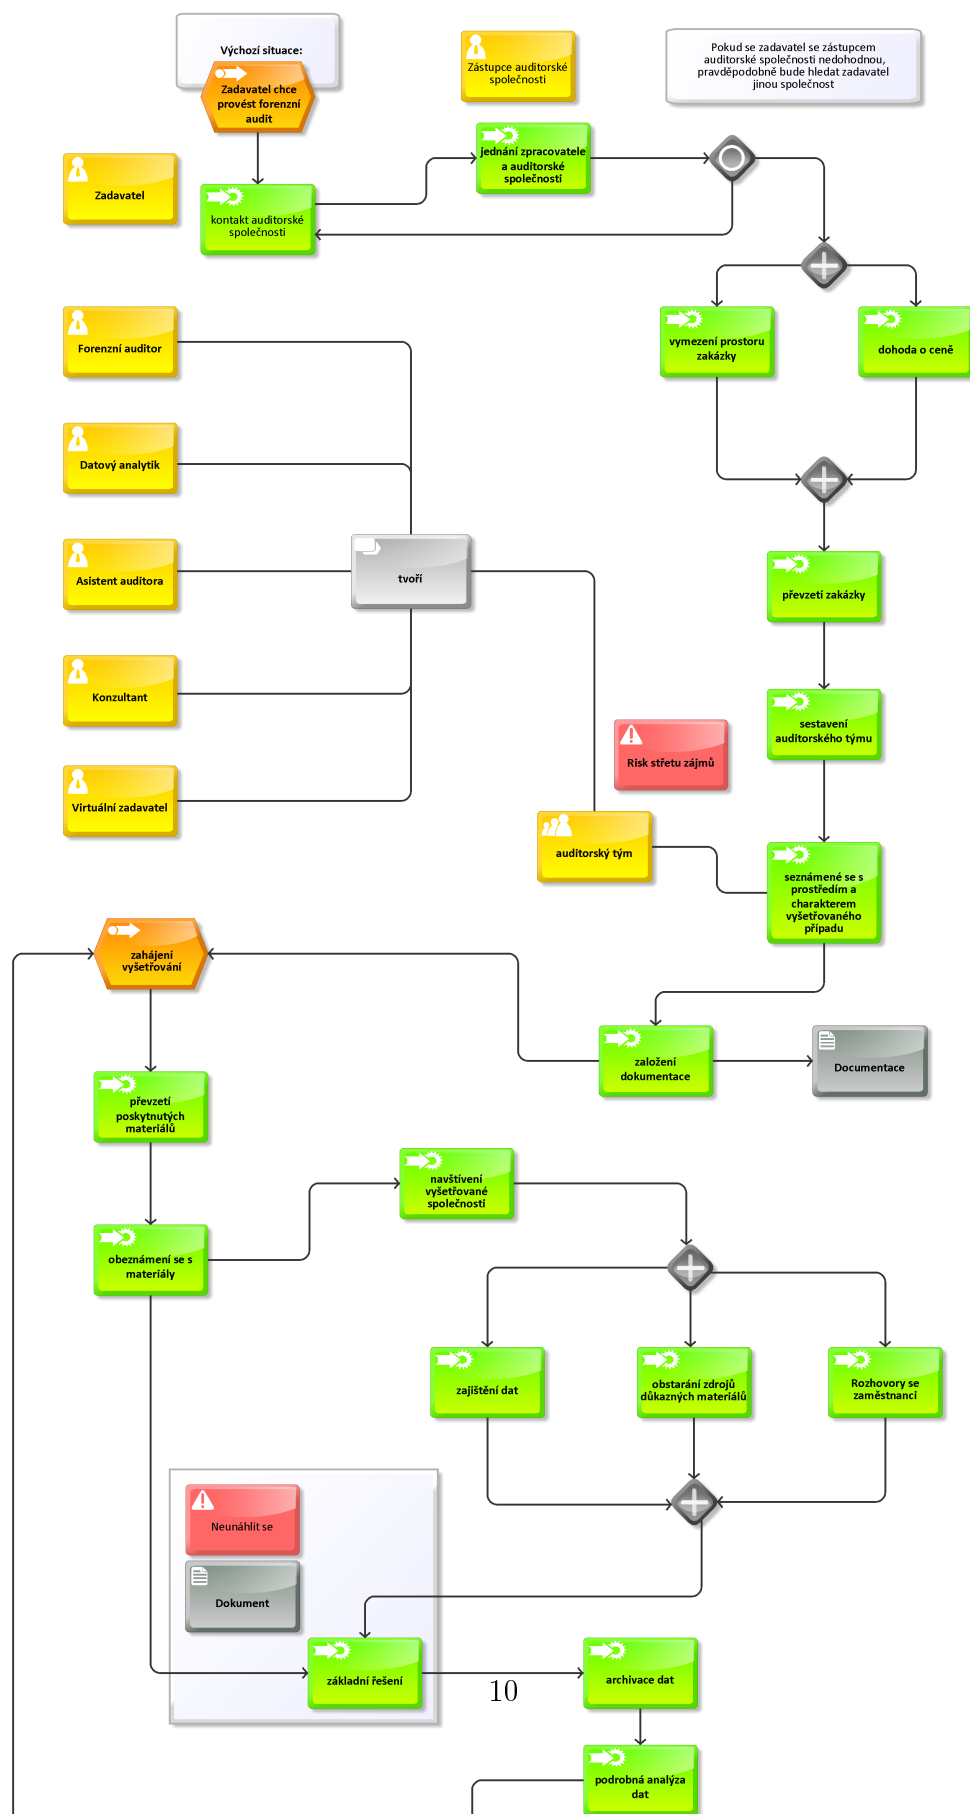 Výchozí situace:
Zadavatel chce
provést forenzní
audit
Zástupce auditorské
společnosti
Pokud se zadavatel se zástupcem
auditorské společnosti nedohodnou,
pravděpodobně bude hledat zadavatel
jinou společnost
jednání zpracovatele
a auditorské
společnosti
Zadavatel
kontakt auditorské
společnosti
Forenzní auditor
vymezení prostoru
zakázky
dohoda o ceně
Datový analytik
Asistent auditora
tvoří
převzetí zakázky
Konzultant
sestavení
auditorského týmu
Risk střetu zájmů
Virtuální zadavatel
auditorský tým
seznámené se s
prostředím a
charakterem
vyšetřovaného
případu
zahájení
vyšetřování
založení
dokumentace
Documentace
převzetí
poskytnutých
materiálů
navštívení
vyšetřované
společnosti
obeznámení se s
materiály
zajištění dat
obstarání zdrojů
důkazných materiálů
Rozhovory se
zaměstnanci
Neunáhlit se
Dokument
základní řešení
archivace dat
10
podrobná analýza
dat